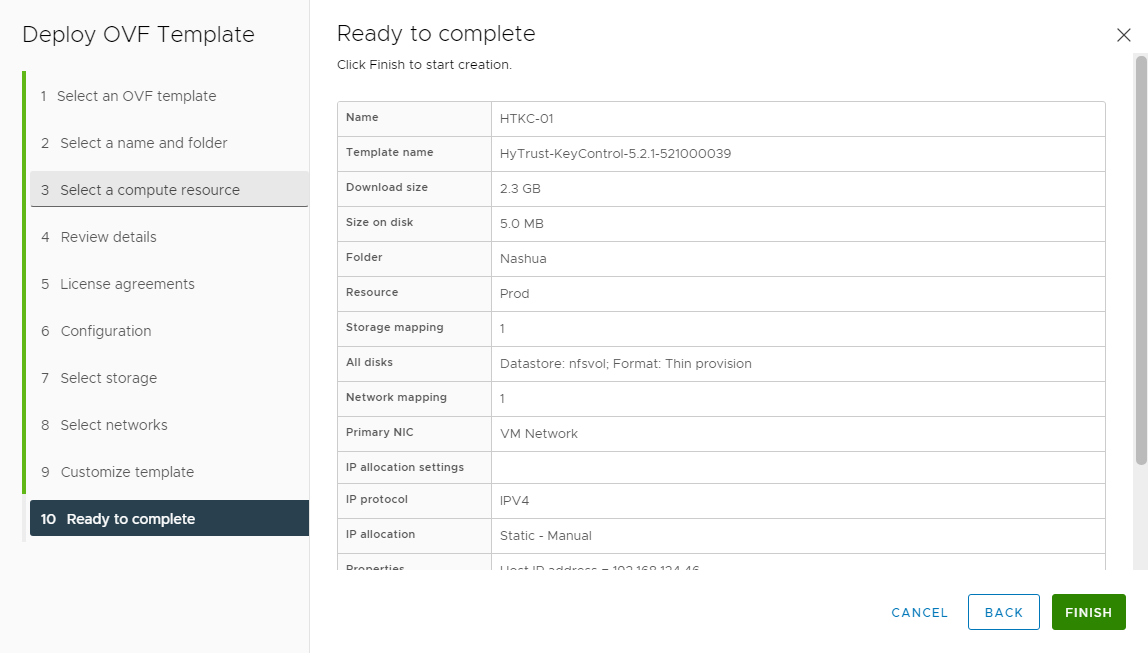 Deploy OVF Template
1 Select an OVF template
2 Select a name and folder
3 Select a compute resource
4 Review details
5 License agreements
6 Configuration
7 Select storage
8 Select networks
9 Customize template
10 Ready to complete
Ready to complete
Click Finish to start creation.
Name HTKC-01
Template name HyTrust-KeyControl-5.2.1-521000039
Download size 2.3 GB
Size on disk 5.0 MB
Folder Nashua
Resource Prod
Storage mapping 1
All disks Datastore: nfsvol; Format: Thin provision
Network mapping 1
Primary NIC VM Network
IP allocation settings
IP protocol IPV4
IP allocation Static - Manual
Properties Host IP address = 192.168.124.46
CANCEL BACK FINISH